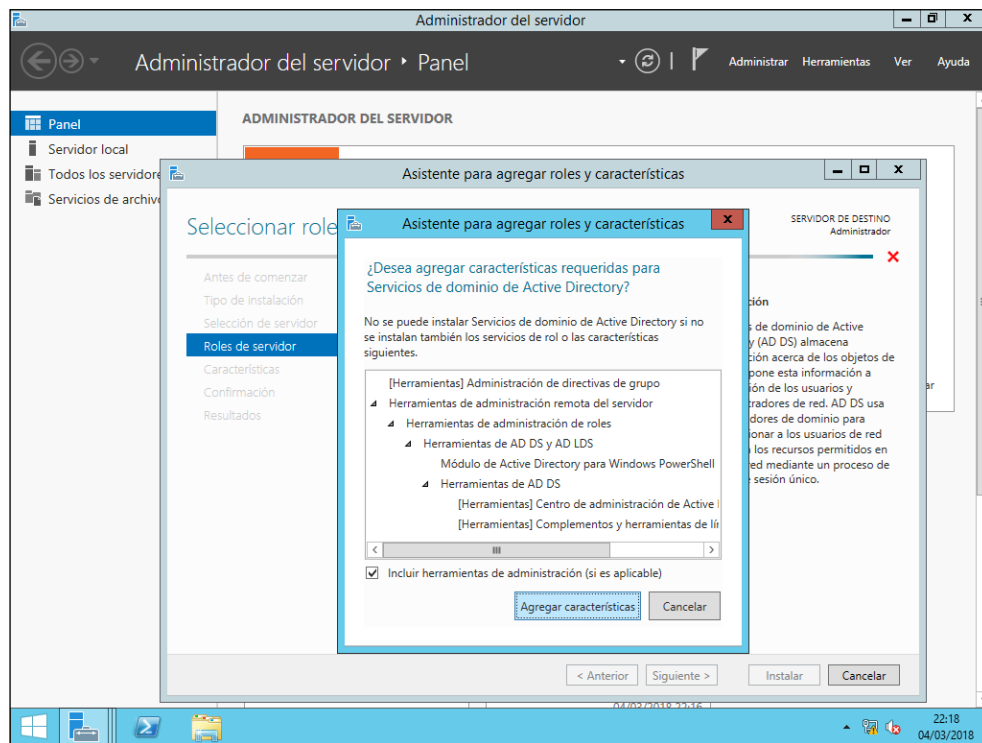 Administrador del servidor
Administrador del servidor ‣ Panel
Administrar Herramientas Ver Ayuda
Panel
Servidor local
Todos los servidore
Servicios de archiv
ADMINISTRADOR DEL SERVIDOR
Asistente para agregar roles y características
Seleccionar role
SERVIDOR DE DESTINO
Administrador
Antes de comenzar
Tipo de instalación
Selección de servidor
Roles de servidor
Características
Confirmación
Resultados
Asistente para agregar roles y características
¿Desea agregar características requeridas para
Servicios de dominio de Active Directory?
No se puede instalar Servicios de dominio de Active Directory si no
se instalan también los servicios de rol o las características
siguientes.
[Herramientas] Administración de directivas de grupo
Herramientas de administración remota del servidor
Herramientas de administración de roles
Herramientas de AD DS y AD LDS
Módulo de Active Directory para Windows PowerShell
Herramientas de AD DS
[Herramientas] Centro de administración de Active
[Herramientas] Complementos y herramientas de lí
Incluir herramientas de administración (si es aplicable)
Agregar características Cancelar
ción
s de dominio de Active
y (AD DS) almacena
ción acerca de los objetos de
pone esta información a
ión de los usuarios y
tradores de red. AD DS usa
dores de dominio para
ionar a los usuarios de red
los recursos permitidos en
red mediante un proceso de
sesión único.
ar
< Anterior Siguiente > Instalar Cancelar
04/03/2018 22:16
22:18
04/03/2018